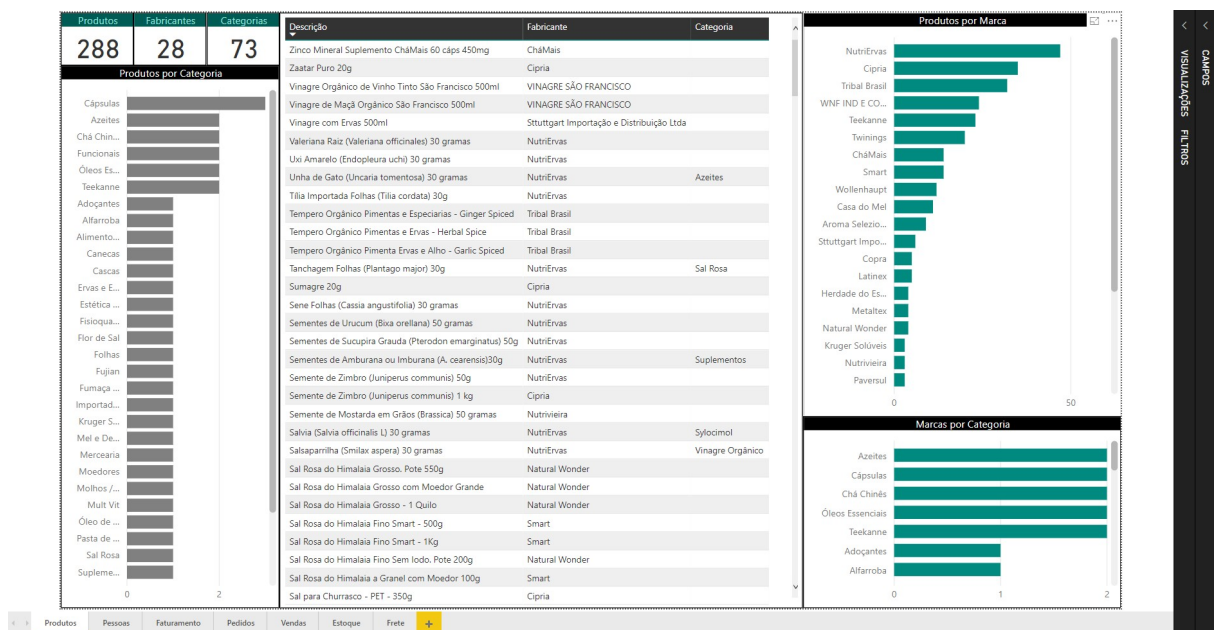 Produtos Fabricantes Categorias
288 28 73
Produtos por Categoria
Cápsulas
Azeites
Chá Chin...
Funcionais
Óleos Es...
Teekanne
Adoçantes
Alfarroba
Alimento...
Canecas
Cascas
Ervas e E...
Estética ...
Fisioqua...
Flor de Sal
Folhas
Fujian
Fumaça ...
Importad...
Kruger S...
Mel e De...
Mercearia
Moedores
Molhos /...
Mult Vit
Óleo de ...
Pasta de ...
Sal Rosa
Supleme...
0 2
Descrição Fabricante Categoria
Zinco Mineral Suplemento CháMais 60 cáps 450mg CháMais
Zaatar Puro 20g Cipria
Vinagre Orgânico de Vinho Tinto São Francisco 500ml VINAGRE SÃO FRANCISCO
Vinagre de Maçã Orgânico São Francisco 500ml VINAGRE SÃO FRANCISCO
Vinagre com Ervas 500ml Sttuttgart Importação e Distribuição Ltda
Valeriana Raiz (Valeriana officinales) 30 gramas NutriErvas
Uxi Amarelo (Endopleura uchi) 30 gramas NutriErvas
Unha de Gato (Uncaria tomentosa) 30 gramas NutriErvas Azeites
Tilia Importada Folhas (Tilia cordata) 30g NutriErvas
Tempero Orgânico Pimentas e Especiarias - Ginger Spiced Tribal Brasil
Tempero Orgânico Pimentas e Ervas - Herbal Spice Tribal Brasil
Tempero Orgânico Pimenta Ervas e Alho - Garlic Spiced Tribal Brasil
Tanchagem Folhas (Plantago major) 30g NutriErvas Sal Rosa
Sumagre 20g Cipria
Sene Folhas (Cassia angustifolia) 30 gramas NutriErvas
Sementes de Urucum (Bixa orellana) 50 gramas NutriErvas
Sementes de Sucupira Grauda (Pterodon emarginatus) 50g NutriErvas
Sementes de Amburana ou Imburana (A. cearensis)30g NutriErvas Suplementos
Semente de Zimbro (Juniperus communis) 50g NutriErvas
Semente de Zimbro (Juniperus communis) 1 kg Cipria
Semente de Mostarda em Grãos (Brassica) 50 gramas Nutrivieira
Salvia (Salvia officinalis L) 30 gramas NutriErvas Sylocimol
Salsaparrilha (Smilax aspera) 30 gramas NutriErvas Vinagre Orgânico
Sal Rosa do Himalaia Grosso. Pote 550g Natural Wonder
Sal Rosa do Himalaia Grosso com Moedor Grande Natural Wonder
Sal Rosa do Himalaia Grosso - 1 Quilo Natural Wonder
Sal Rosa do Himalaia Fino Smart - 500g Smart
Sal Rosa do Himalaia Fino Smart - 1Kg Smart
Sal Rosa do Himalaia Fino Sem Iodo. Pote 200g Natural Wonder
Sal Rosa do Himalaia a Granel com Moedor 100g Smart
Sal para Churrasco - PET - 350g Cipria
Produtos por Marca
NutriErvas
Cipria
Tribal Brasil
WNF IND E CO...
Teekanne
Twinings
CháMais
Smart
Wollenhaupt
Casa do Mel
Aroma Selezio...
Sttuttgart Impo...
Copra
Latinex
Herdade do Es...
Metaltex
Natural Wonder
Kruger Solúveis
Nutrivieira
Paversul
0 50
Marcas por Categoria
Azeites
Cápsulas
Chá Chinês
Óleos Essenciais
Teekanne
Adoçantes
Alfarroba
0 1 2
VISUALIZAÇÕES
FILTROS
CAMPOS
Produtos Pessoas Faturamento Pedidos Vendas Estoque Frete +